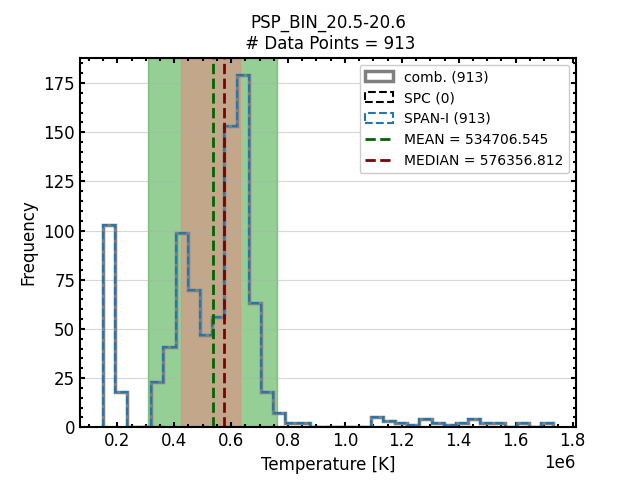 PSP_BIN_20.5-20.6
# Data Points = 913
comb. (913)
SPC (0)
SPAN-I (913)
MEAN = 534706.545
MEDIAN = 576356.812
Frequency
175
150
125
100
75
50
25
0
0.2 0.4 0.6 0.8 1.0 1.2 1.4 1.6 1.8
1e6
Temperature [K]